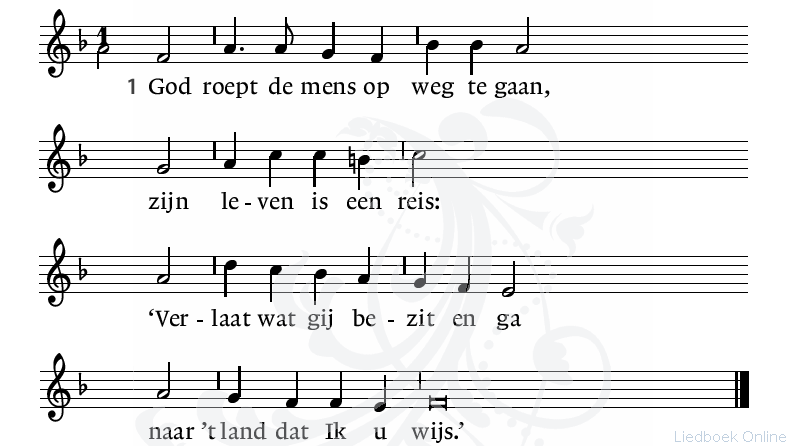 1
1 God roept de mens op weg te gaan,
zijn le - ven is een reis:
‘Ver - laat wat gij be - zit en ga
naar ’t land dat Ik u wijs.’
Liedboek Online